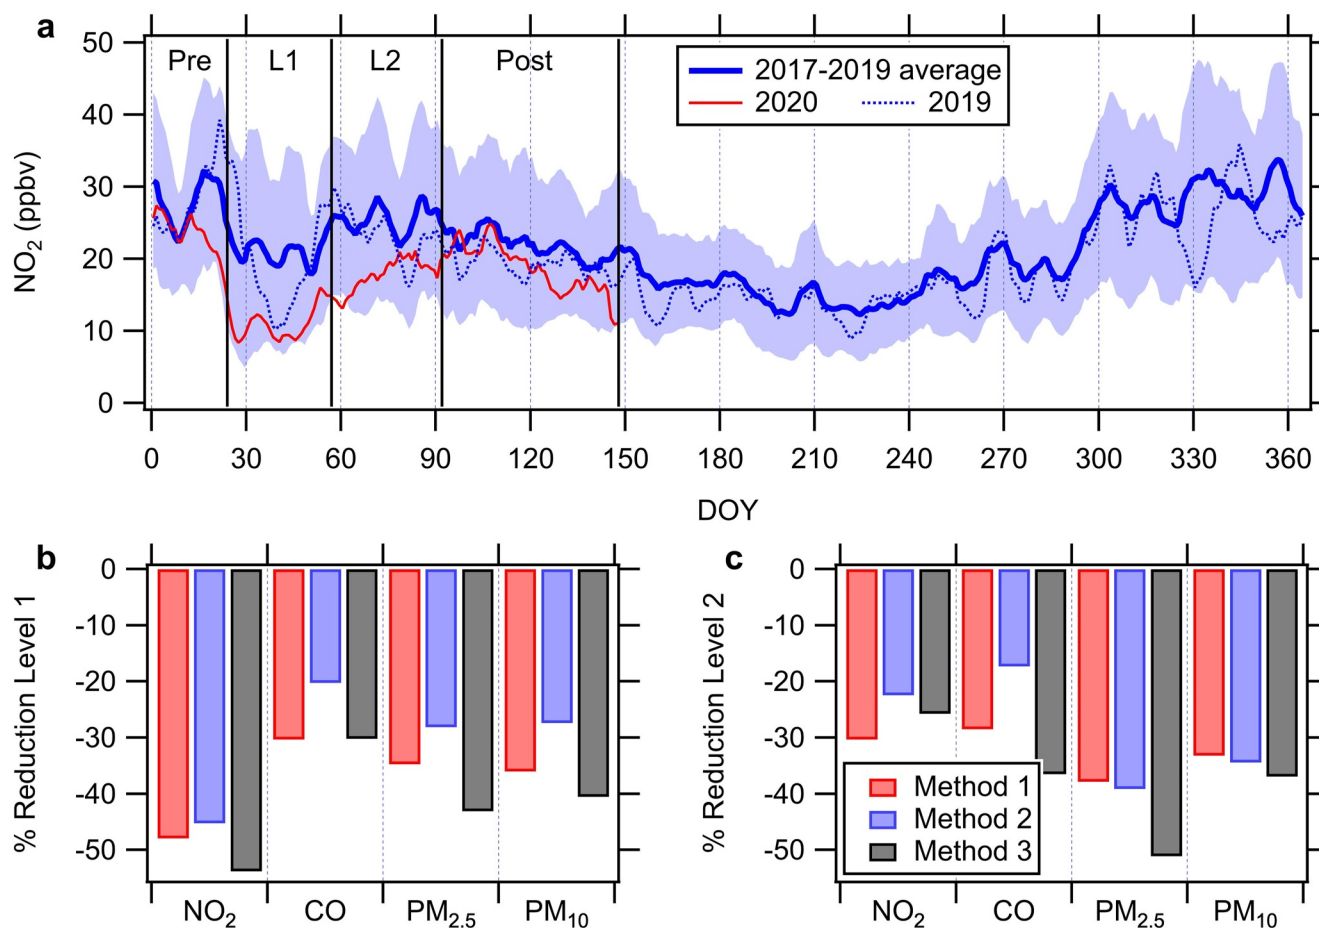 a
Pre L1 L2 Post
2017-2019 average
2020 2019
NO₂ (ppbv)
50
40
30
20
10
0
0 30 60 90 120 150 180 210 240 270 300 330 360
DOY
b
% Reduction Level 1
0
-10
-20
-30
-40
-50
NO₂ CO PM₂.₅ PM₁₀
c
% Reduction Level 2
0
-10
-20
-30
-40
-50
Method 1
Method 2
Method 3
NO₂ CO PM₂.₅ PM₁₀